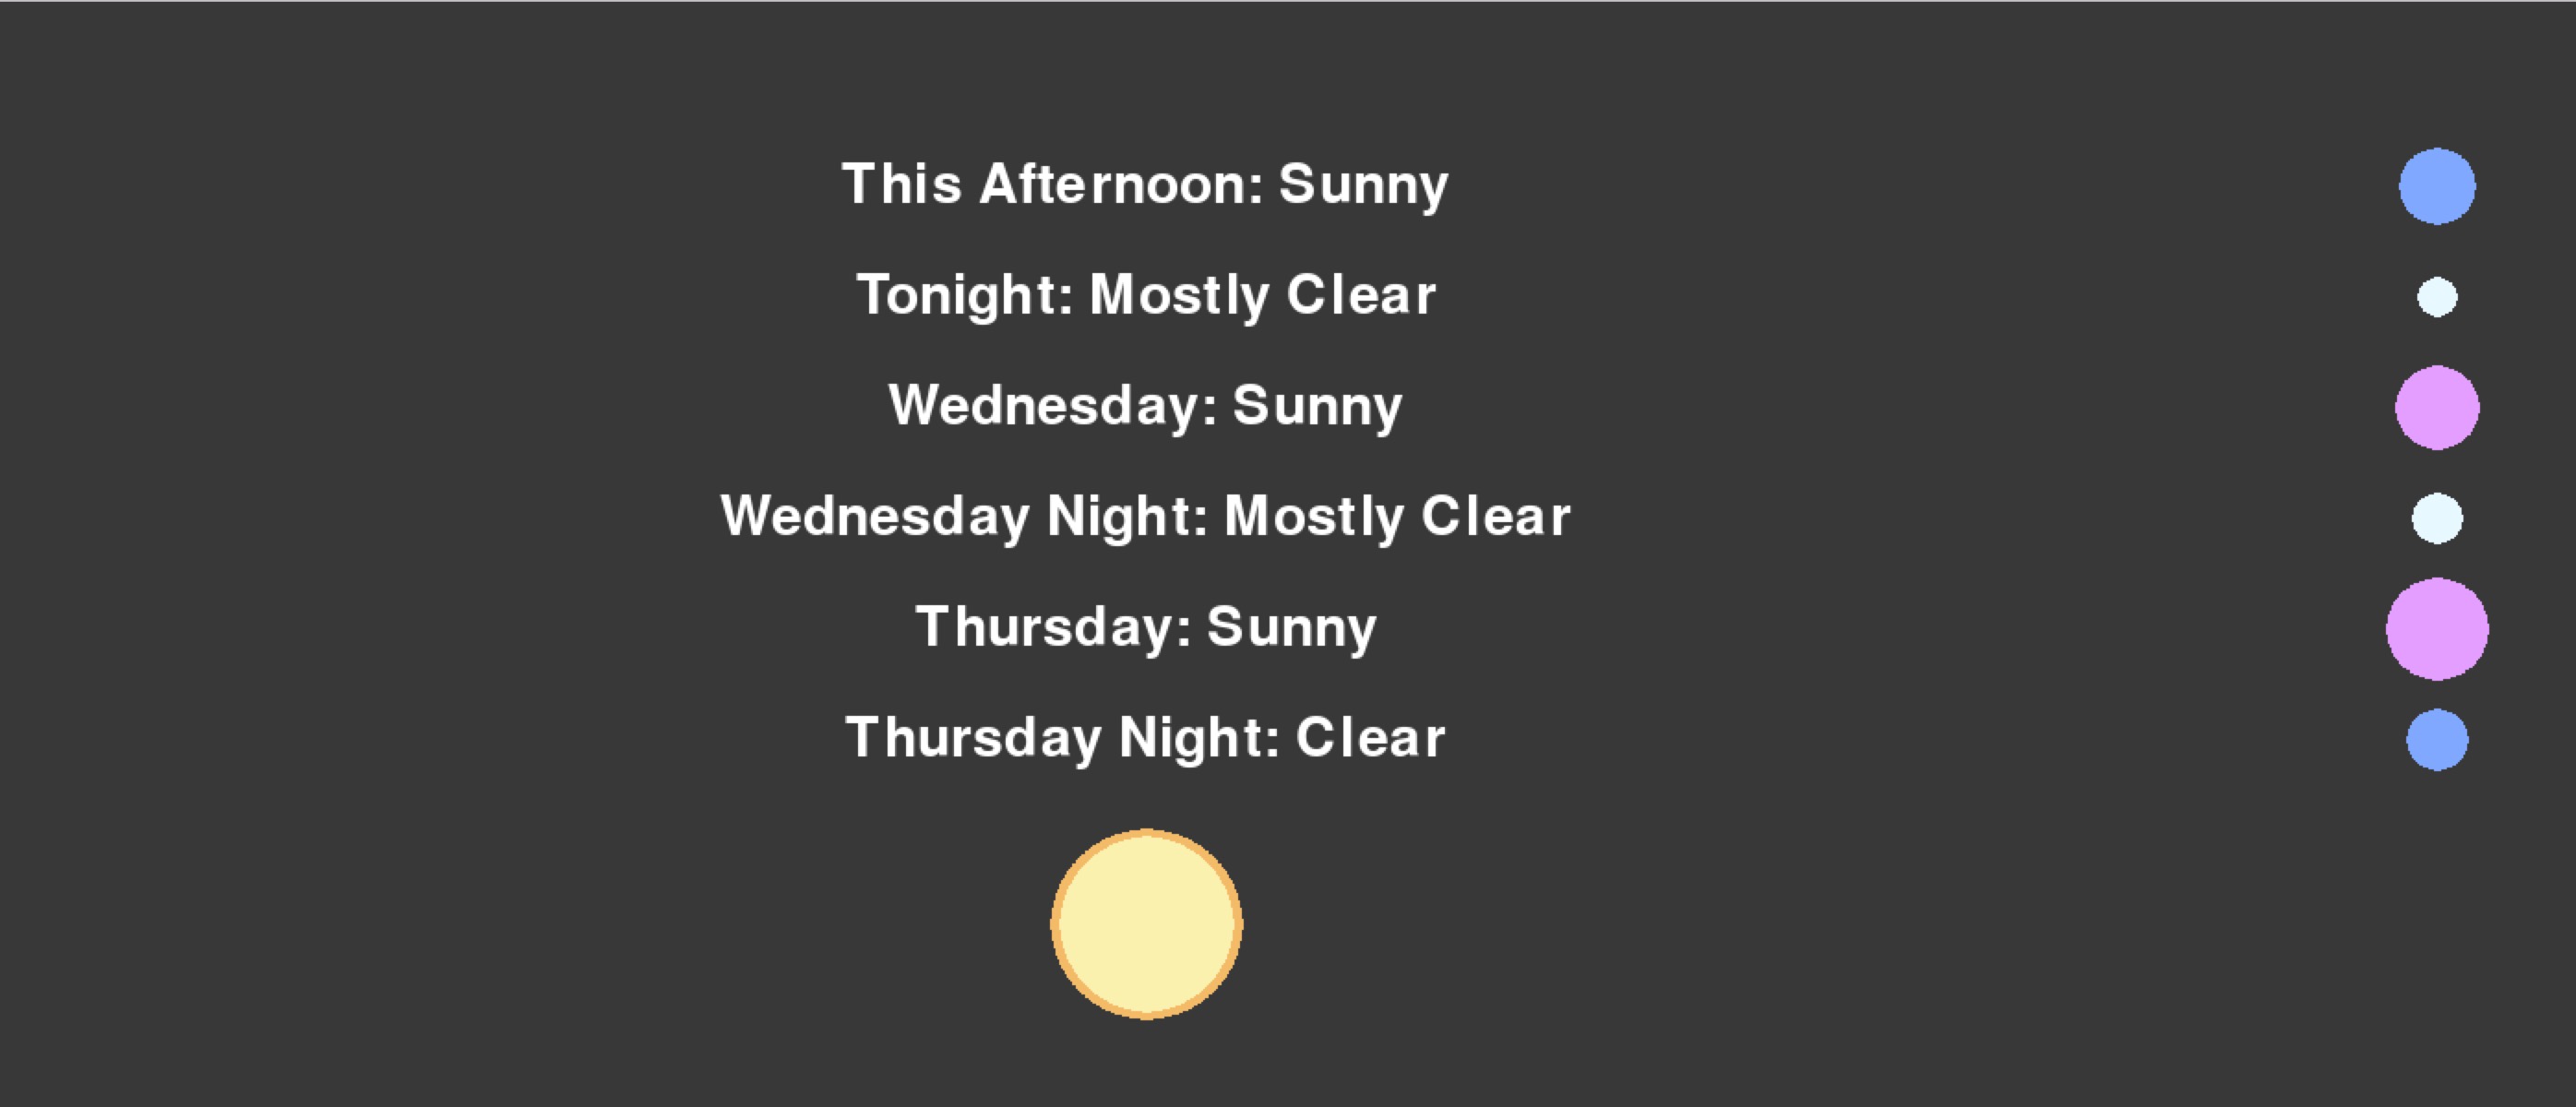 This Afternoon: Sunny
Tonight: Mostly Clear
Wednesday: Sunny
Wednesday Night: Mostly Clear
Thursday: Sunny
Thursday Night: Clear